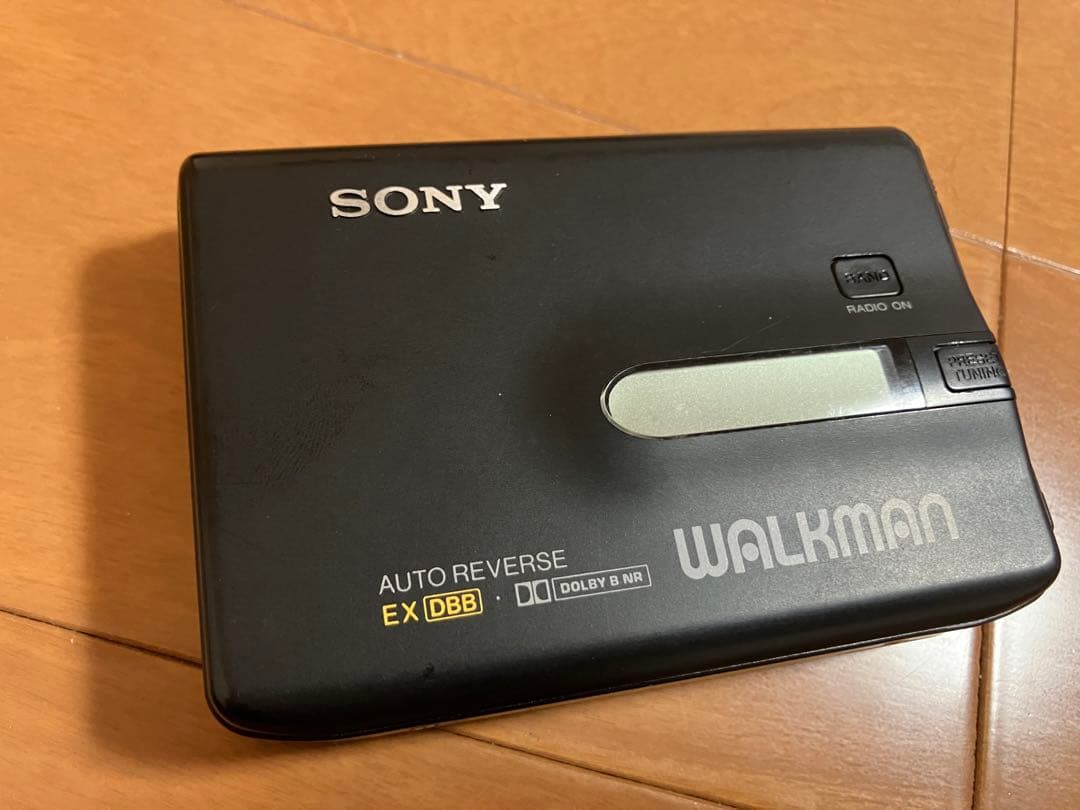 SONY
BAND
RADIO ON
PRESET
TUNING
WALKMAN
AUTO REVERSE
EX DBB · DOLBY B NR